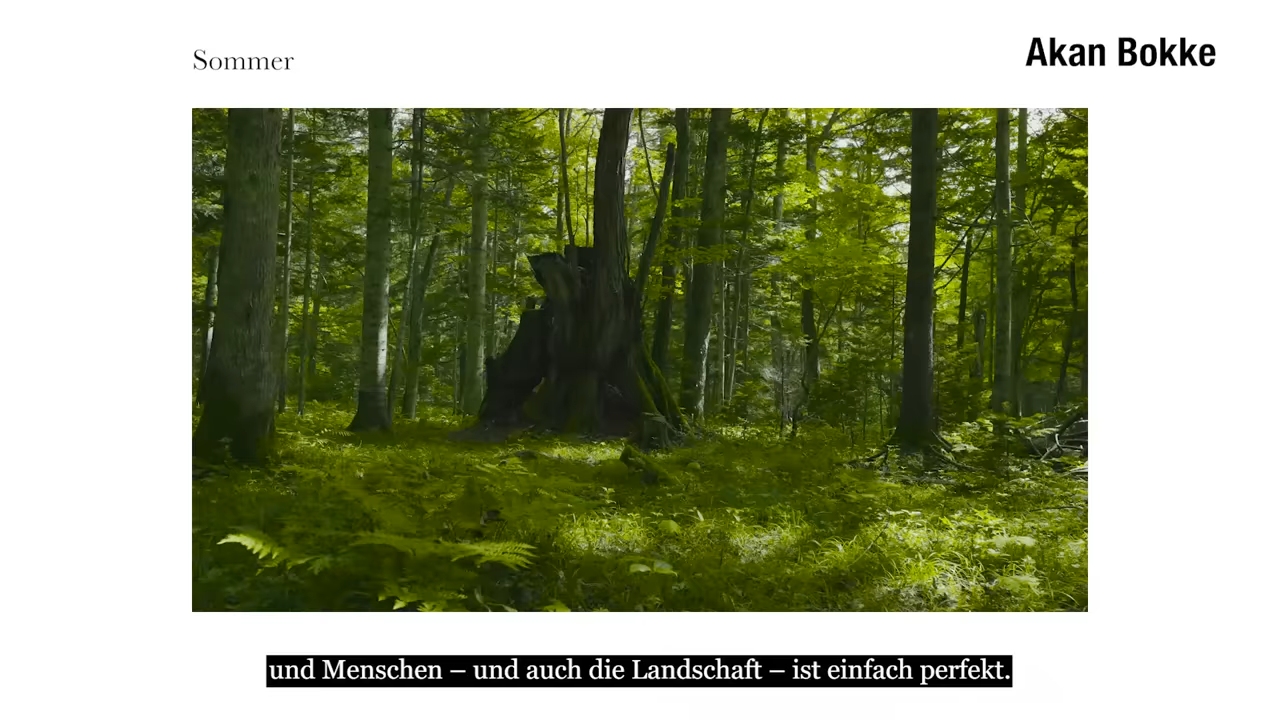 Sommer
Akan Bokke
und Menschen – und auch die Landschaft – ist einfach perfekt.